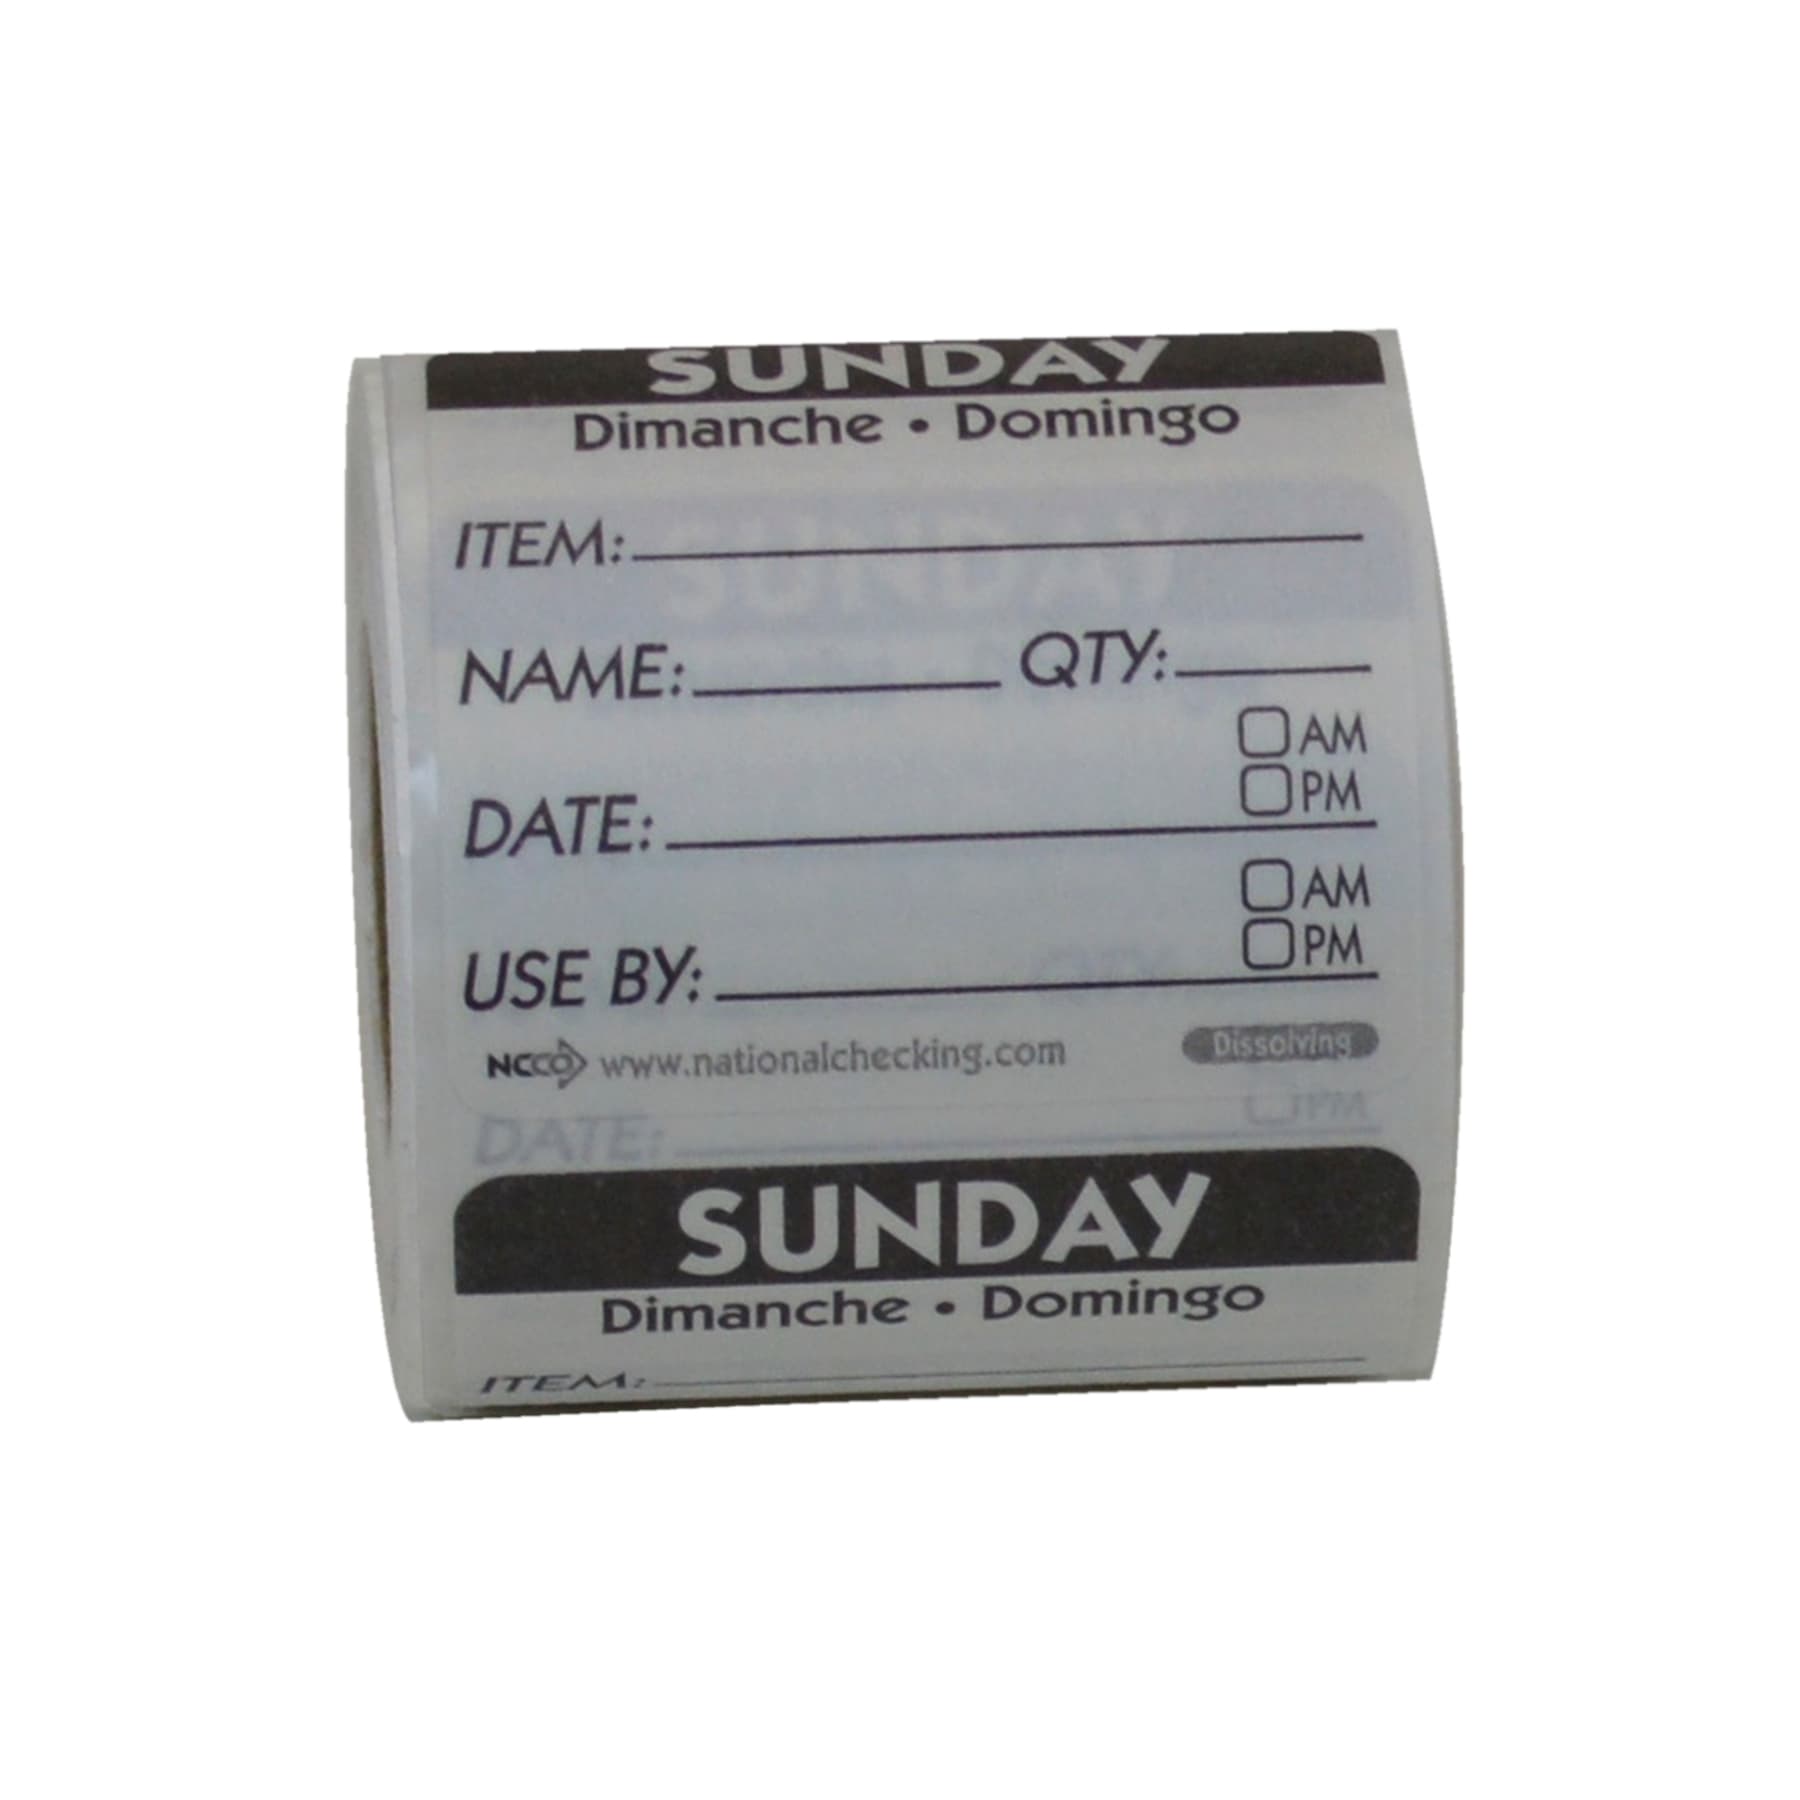 SUNDAY
Dimanche • Domingo
ITEM:
NAME: QTY:
AM
PM
DATE:
AM
PM
USE BY:
NCCO www.nationalchecking.com Dissolving
DATE: PM
SUNDAY
Dimanche • Domingo
ITEM: